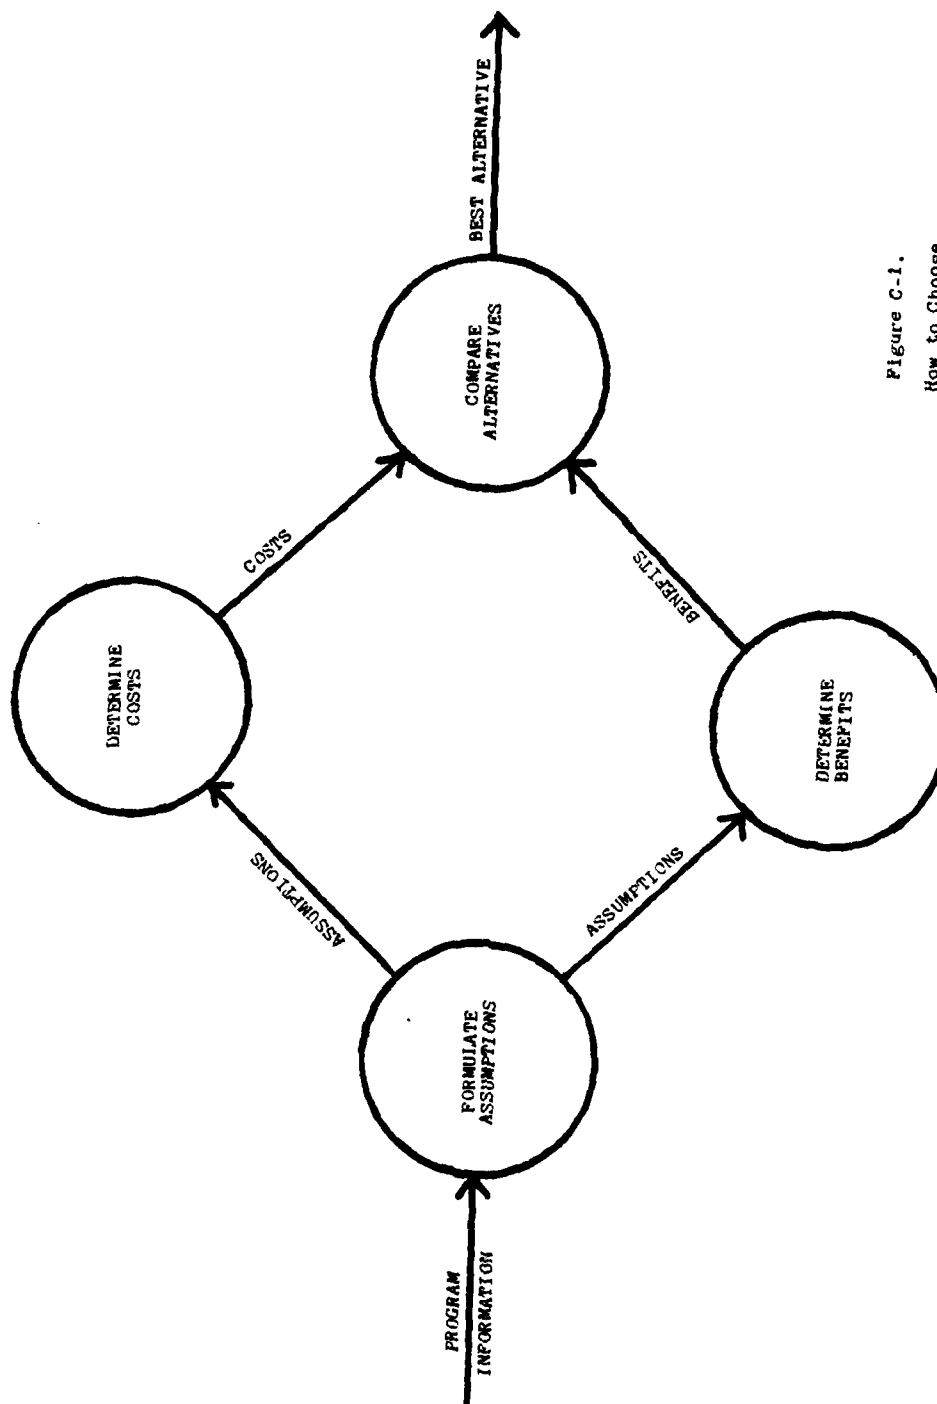 PROGRAM
INFORMATION
FORMULATE
ASSUMPTIONS
ASSUMPTIONS
ASSUMPTIONS
DETERMINE
COSTS
DETERMINE
BENEFITS
COSTS
BENEFITS
COMPARE
ALTERNATIVES
BEST ALTERNATIVE
Figure C-1.
How to Choose